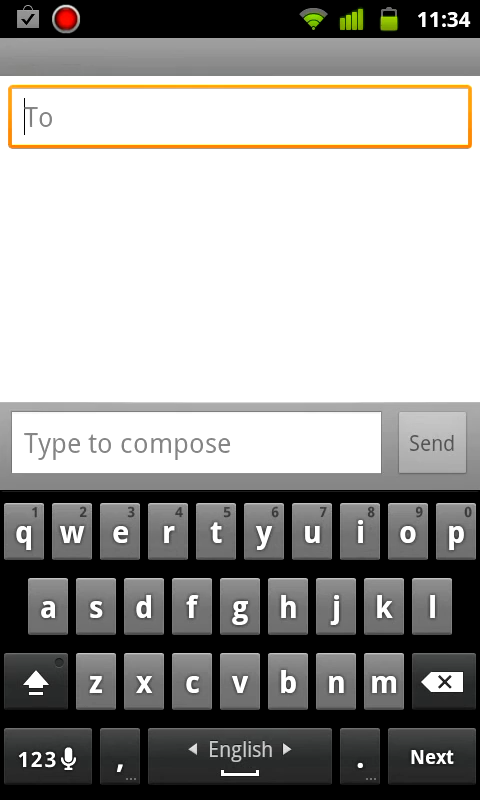 11:34
To
Type to compose
Send
1 2 3 4 5 6 7 8 9 0
q w e r t y u i o p
a s d f g h j k l
z x c v b n m
123 , ... English . ... Next